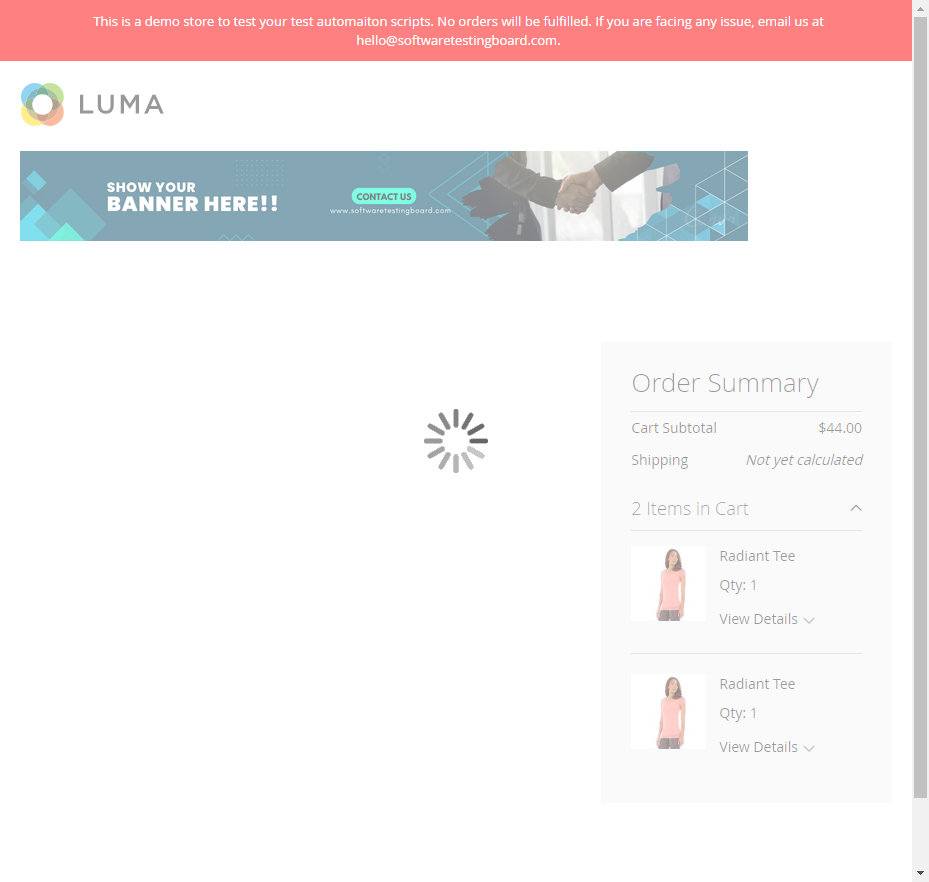 This is a demo store to test your test automaiton scripts. No orders will be fulfilled. If you are facing any issue, email us at
hello@softwaretestingboard.com.
LUMA
SHOW YOUR
BANNER HERE!!
CONTACT US
www.softwaretestingboard.com
Order Summary
Cart Subtotal $44.00
Shipping Not yet calculated
2 Items in Cart
Radiant Tee
Qty: 1
View Details
Radiant Tee
Qty: 1
View Details